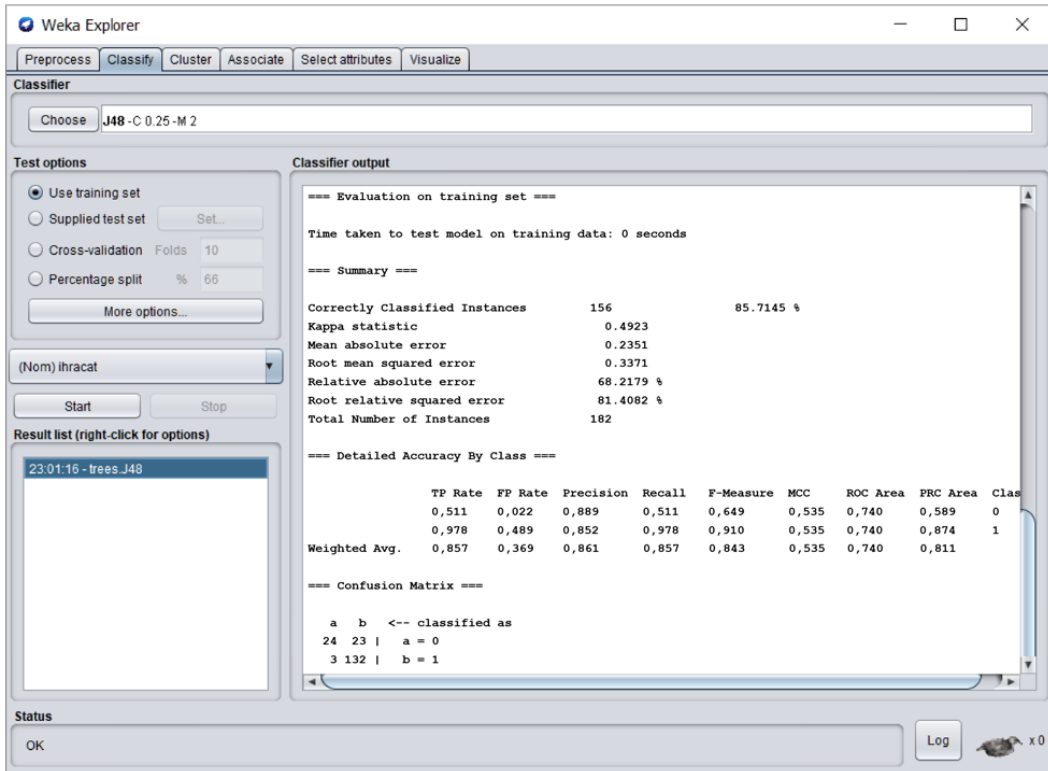 Weka Explorer
Preprocess Classify Cluster Associate Select attributes Visualize
Classifier
Choose J48 -C 0.25 -M 2
Test options
Use training set
Supplied test set Set...
Cross-validation Folds 10
Percentage split % 66
More options...
(Nom) ihracat
Start Stop
Result list (right-click for options)
23:01:16 - trees.J48
Classifier output
=== Evaluation on training set ===
Time taken to test model on training data: 0 seconds
=== Summary ===
Correctly Classified Instances 156 85.7145 %
Kappa statistic 0.4923
Mean absolute error 0.2351
Root mean squared error 0.3371
Relative absolute error 68.2179 %
Root relative squared error 81.4082 %
Total Number of Instances 182
=== Detailed Accuracy By Class ===
TP Rate FP Rate Precision Recall F-Measure MCC ROC Area PRC Area Clas
0,511 0,022 0,889 0,511 0,649 0,535 0,740 0,589 0
0,978 0,489 0,852 0,978 0,910 0,535 0,740 0,874 1
Weighted Avg. 0,857 0,369 0,861 0,857 0,843 0,535 0,740 0,811
=== Confusion Matrix ===
a b <-- classified as
24 23 | a = 0
3 132 | b = 1
Status
OK
Log
x 0